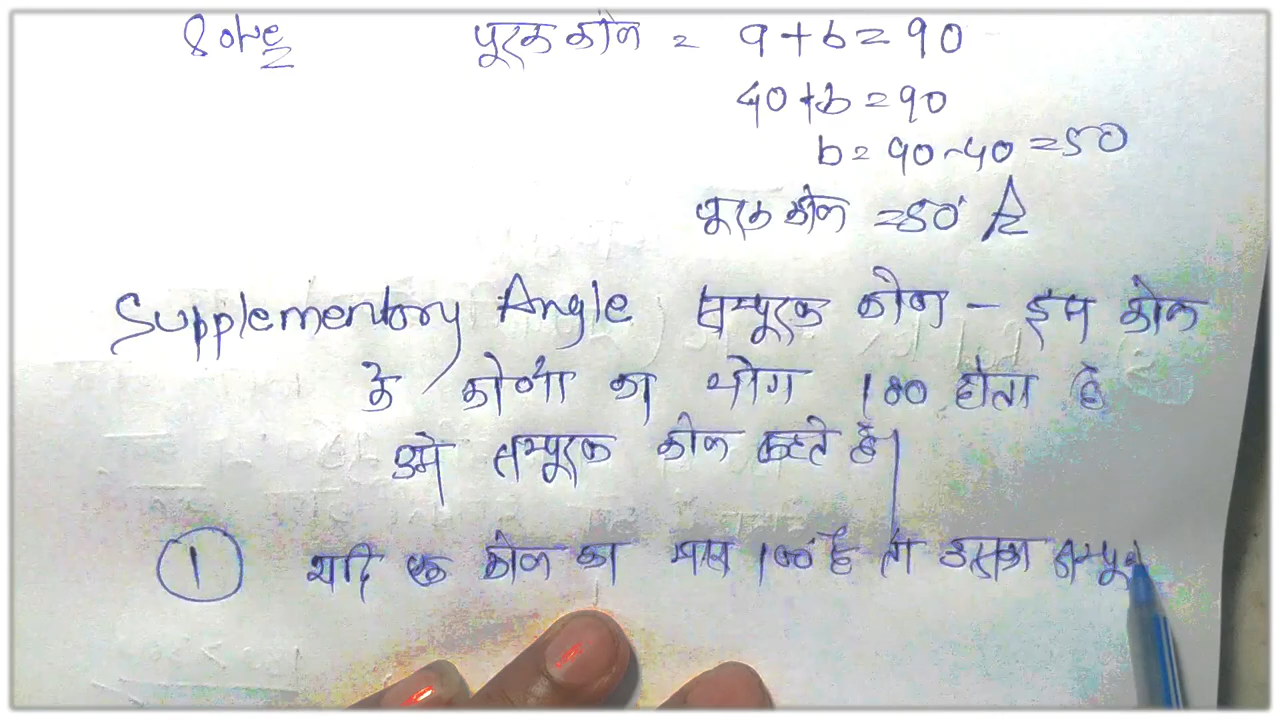 Solve पूरक कोण = a + b = 90
40 + b = 90
b = 90 - 40 = 50
पूरक कोण = 50°
Supplementory Angle सम्पूरक कोण - इस कोण
के कोणों का योग 180 होता है
उसे सम्पूरक कोण कहते है।
1 यदि एक कोण का मान 100° है तो उसका सम्पूर